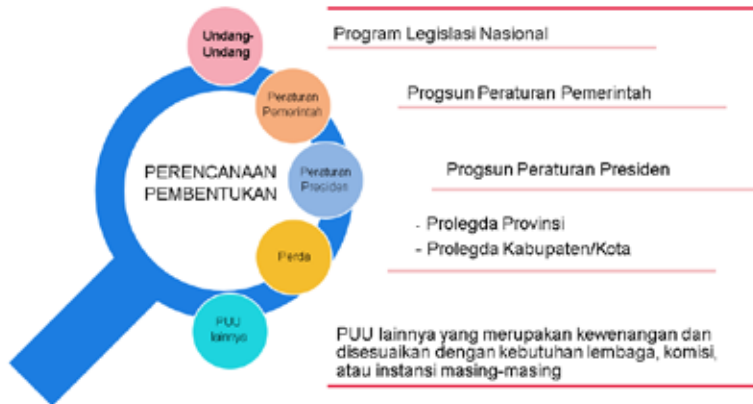 Undang-
Undang
Program Legislasi Nasional
Peraturan
Pemerintah
Progsun Peraturan Pemerintah
PERENCANAAN
PEMBENTUKAN
Peraturan
Presiden
Progsun Peraturan Presiden
Perda
- Prolegda Provinsi
- Prolegda Kabupaten/Kota
PUU
lainnya
PUU lainnya yang merupakan kewenangan dan
disesuaikan dengan kebutuhan lembaga, komisi,
atau instansi masing-masing